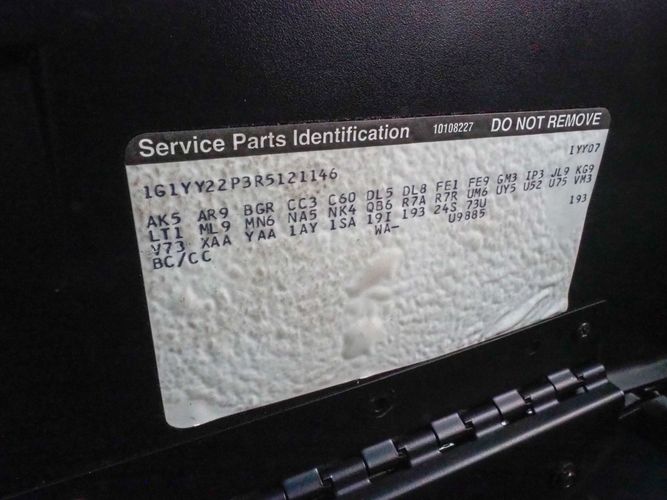 Service Parts Identification 10108227 DO NOT REMOVE
1G1YY22P3R5121146 1YY07
AK5 AR9 BGR CC3 C60 DL5 DL8 FE1 FE9 GM3 IP3 JL9 KG9
LT1 ML9 MN6 NA5 NK4 QB6 R7A R7R UM6 UY5 U52 U75 VM3
V73 XAA YAA 1AY 1SA 19I 193 24S 73U 193
BC/CC WA- U9885